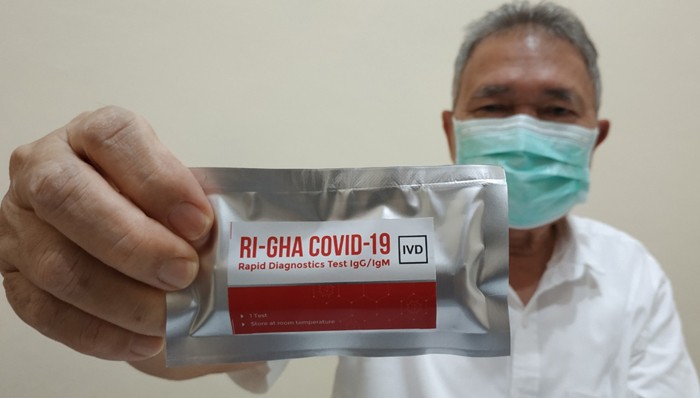 RI-GHA COVID-19
Rapid Diagnostics Test IgG/IgM
IVD
1 Test
Store at room temperature